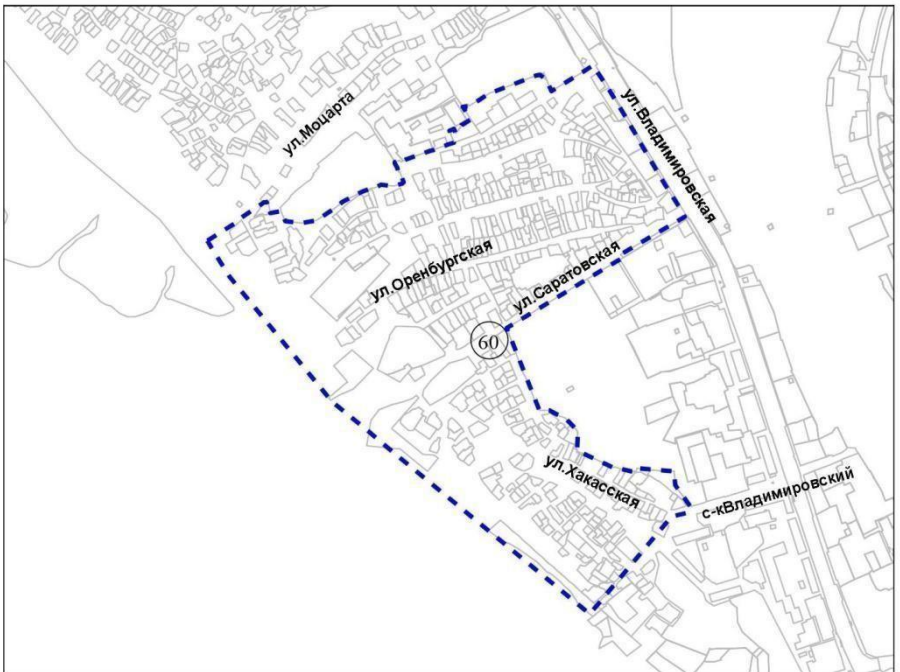 ул.Моцарта
ул.Владимировская
ул.Оренбургская
ул.Саратовская
60
ул.Хакасская
с-кВладимировский